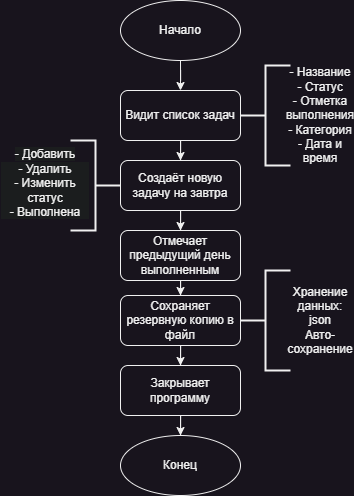 Начало
Видит список задач
- Название
- Статус
- Отметка
выполнения
- Категория
- Дата и
время
- Добавить
- Удалить
- Изменить
статус
- Выполнена
Создаёт новую
задачу на завтра
Отмечает
предыдущий день
выполненным
Сохраняет
резервную копию в
файл
Хранение
данных:
json
Авто-
сохранение
Закрывает
программу
Конец